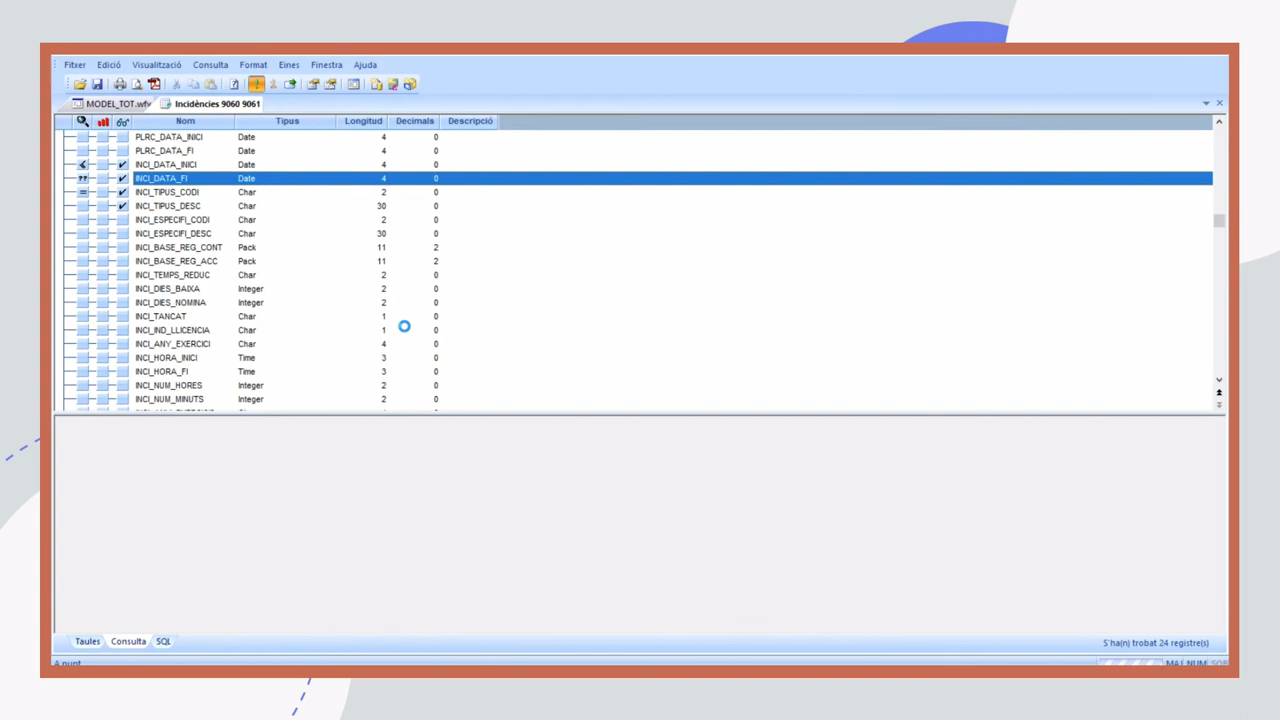 Fitxer Edició Visualització Consulta Format Eines Finestra Ajuda
MODEL_TOT.wfv Incidències 9060 9061
Nom Tipus Longitud Decimals Descripció
PLRC_DATA_INICI Date 4 0
PLRC_DATA_FI Date 4 0
INCI_DATA_INICI Date 4 0
INCI_DATA_FI Date 4 0
INCI_TIPUS_CODI Char 2 0
INCI_TIPUS_DESC Char 30 0
INCI_ESPECIFI_CODI Char 2 0
INCI_ESPECIFI_DESC Char 30 0
INCI_BASE_REG_CONT Pack 11 2
INCI_BASE_REG_ACC Pack 11 2
INCI_TEMPS_REDUC Char 2 0
INCI_DIES_BAIXA Integer 2 0
INCI_DIES_NOMINA Integer 2 0
INCI_TANCAT Char 1 0
INCI_IND_LLICENCIA Char 1 0
INCI_ANY_EXERCICI Char 4 0
INCI_HORA_INICI Time 3 0
INCI_HORA_FI Time 3 0
INCI_NUM_HORES Integer 2 0
INCI_NUM_MINUTS Integer 2 0
Taules Consulta SQL S'ha(n) trobat 24 registre(s)
A punt MAJ NUM SOB